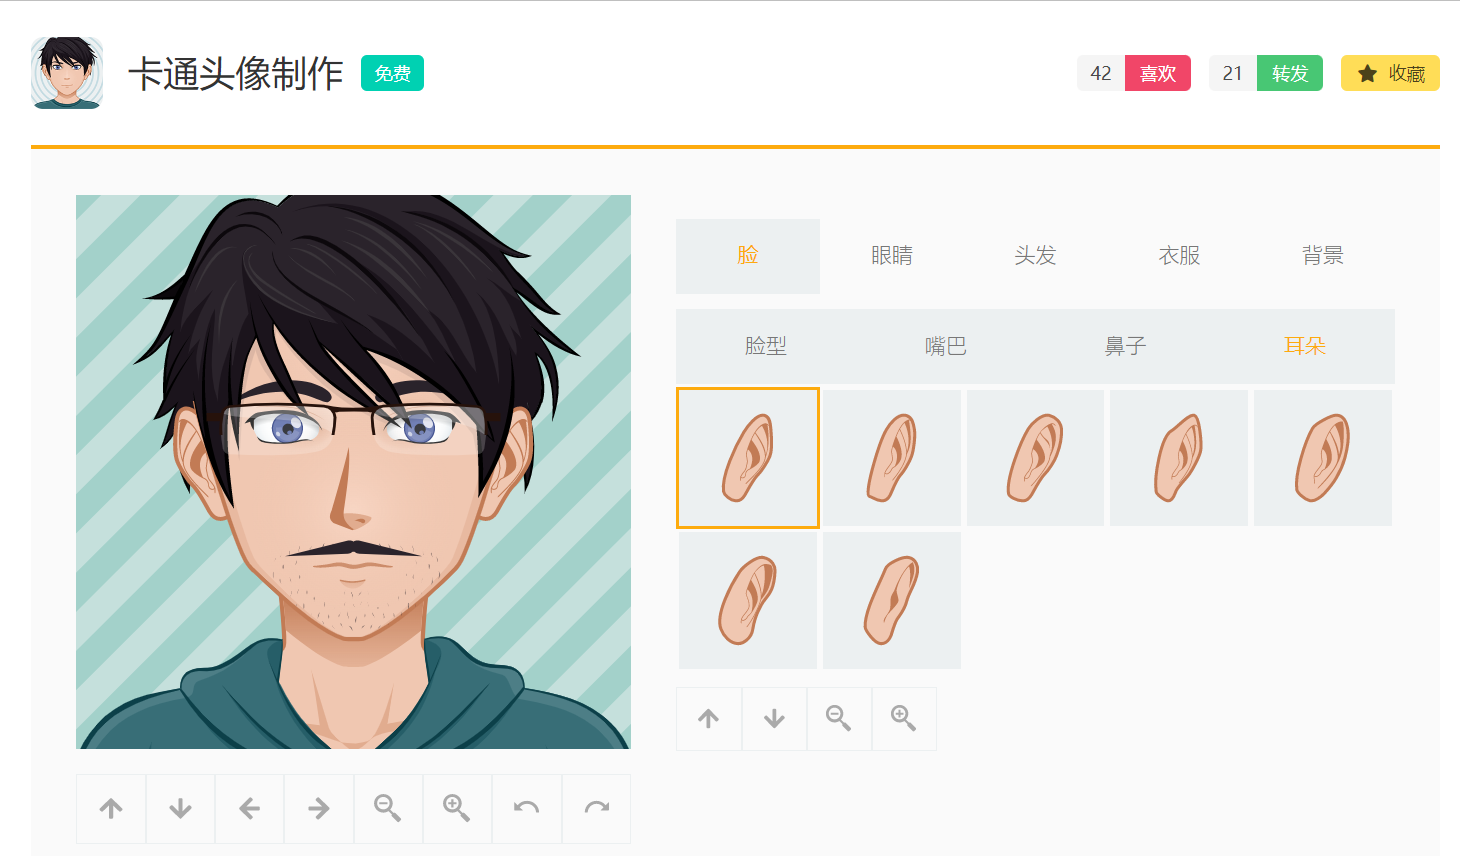 卡通头像制作 免费 42 喜欢 21 转发 收藏
脸 眼睛 头发 衣服 背景
脸型 嘴巴 鼻子 耳朵